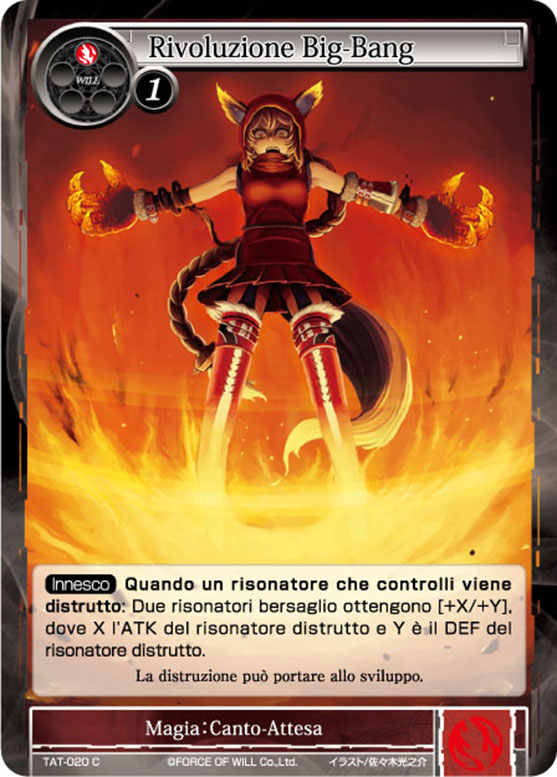 Rivoluzione Big-Bang
WILL
1
Innesco Quando un risonatore che controlli viene
distrutto: Due risonatori bersaglio ottengono [+X/+Y],
dove X l'ATK del risonatore distrutto e Y è il DEF del
risonatore distrutto.
La distruzione può portare allo sviluppo.
Magia:Canto-Attesa
TAT-020 C ©FORCE OF WILL Co.,Ltd. イラスト/佐々木光之介